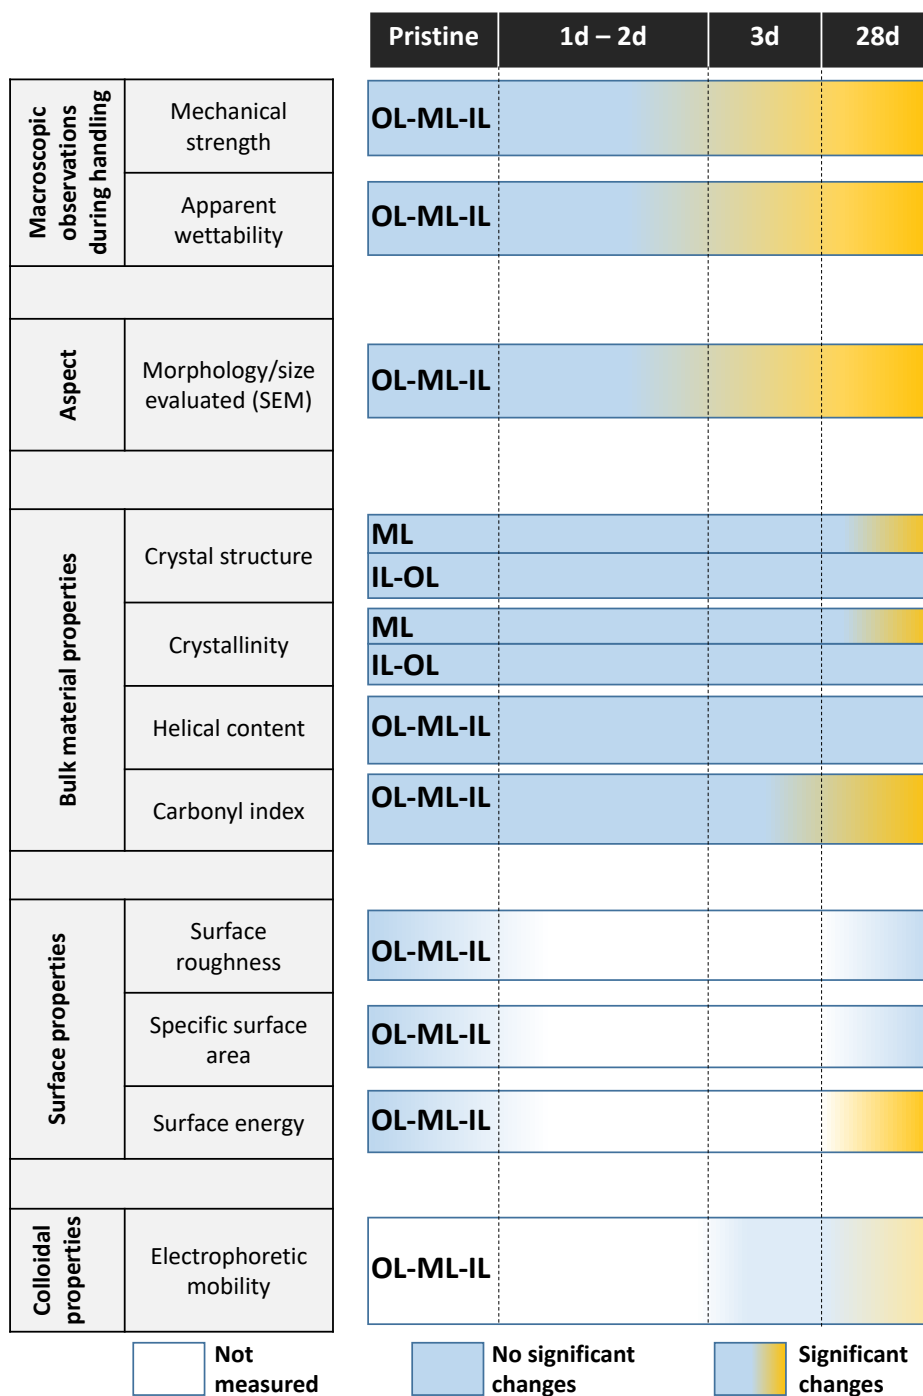 Pristine
1d – 2d
3d
28d
Macroscopic
observations
during handling
Mechanical
strength
OL-ML-IL
Apparent
wettability
OL-ML-IL
Aspect
Morphology/size
evaluated (SEM)
OL-ML-IL
Bulk material properties
Crystal structure
ML
IL-OL
Crystallinity
ML
IL-OL
Helical content
OL-ML-IL
Carbonyl index
OL-ML-IL
Surface properties
Surface
roughness
OL-ML-IL
Specific surface
area
OL-ML-IL
Surface energy
OL-ML-IL
Colloidal
properties
Electrophoretic
mobility
OL-ML-IL
Not
measured
No significant
changes
Significant
changes